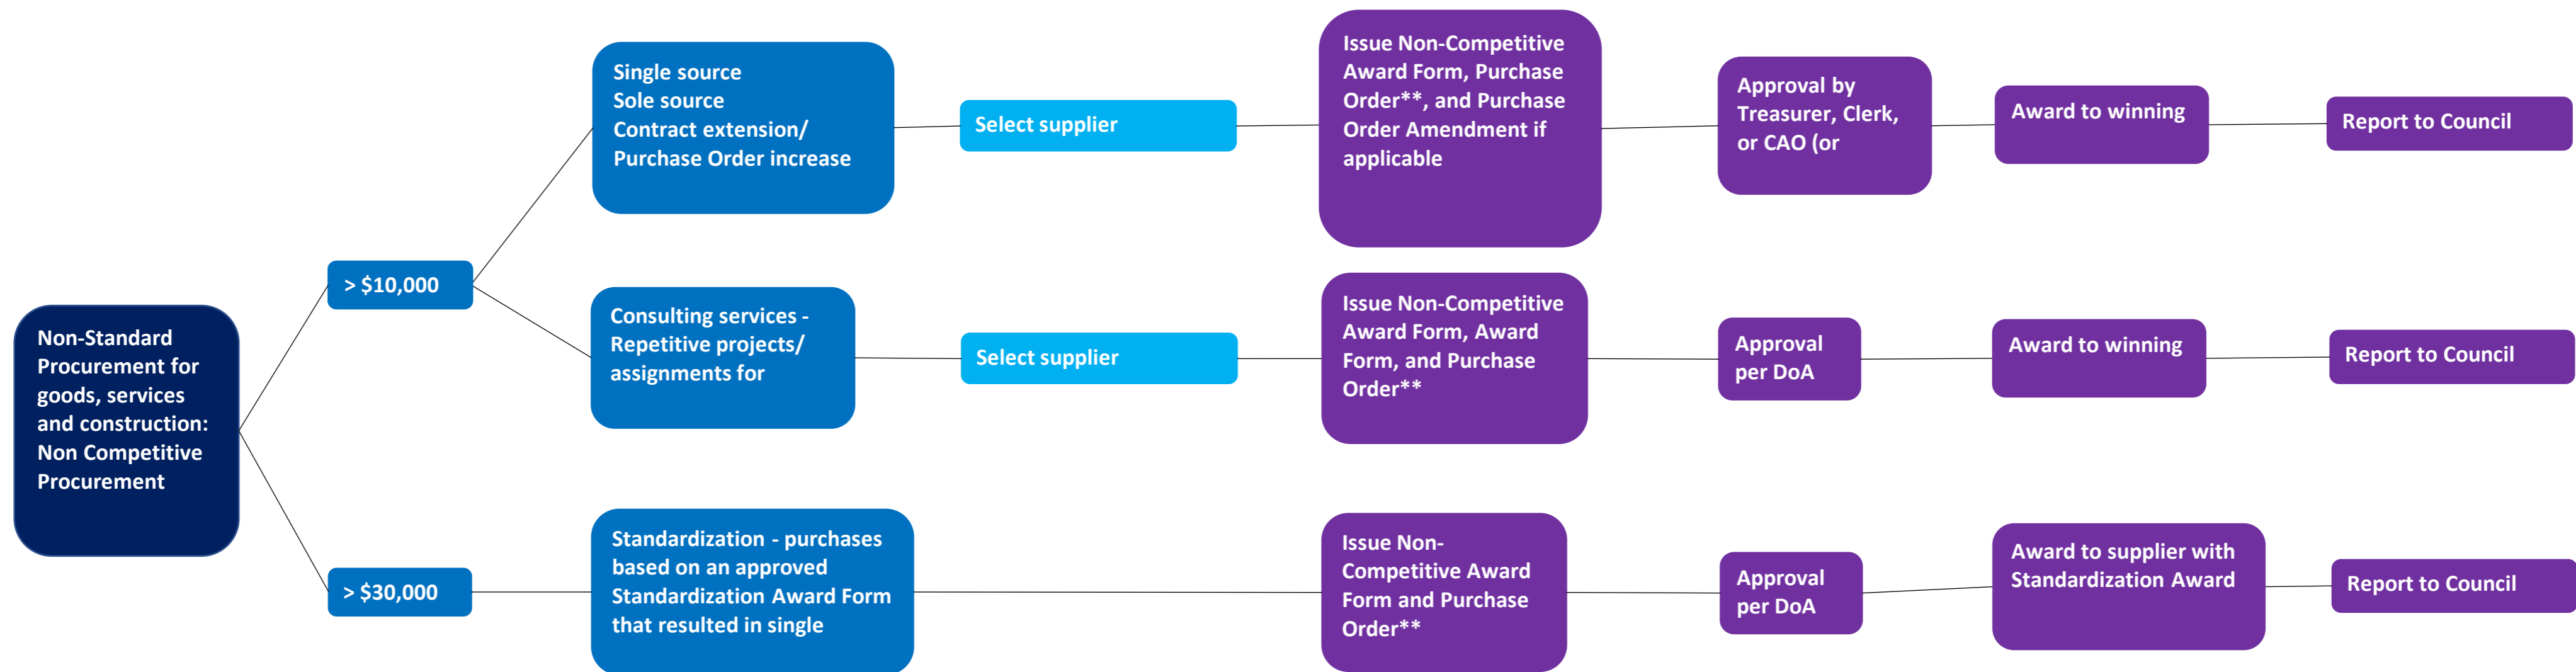 Non-Standard
Procurement for
goods, services
and construction:
Non Competitive
Procurement
> $10,000
Single source
Sole source
Contract extension/
Purchase Order increase
Select supplier
Issue Non-Competitive
Award Form, Purchase
Order**, and Purchase
Order Amendment if
applicable
Approval by
Treasurer, Clerk,
or CAO (or
Award to winning
Report to Council
Consulting services -
Repetitive projects/
assignments for
Select supplier
Issue Non-Competitive
Award Form, Award
Form, and Purchase
Order**
Approval
per DoA
Award to winning
Report to Council
> $30,000
Standardization - purchases
based on an approved
Standardization Award Form
that resulted in single
Issue Non-
Competitive Award
Form and Purchase
Order**
Approval
per DoA
Award to supplier with
Standardization Award
Report to Council